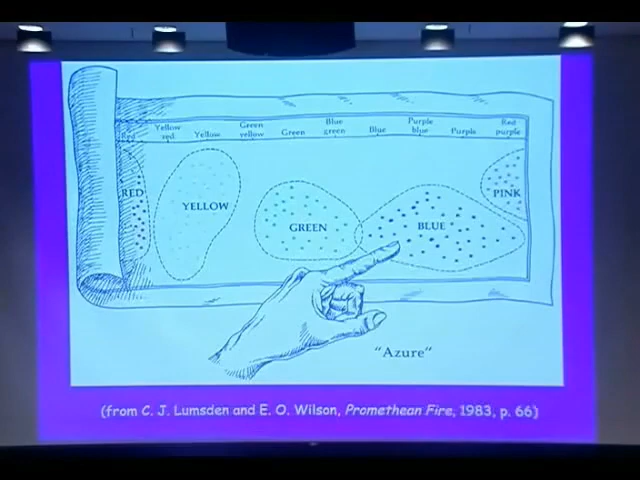 Red Yellow red Yellow Green yellow Green Blue green Blue Purple blue Purple Red purple
RED
YELLOW
GREEN
BLUE
PINK
"Azure"
(from C. J. Lumsden and E. O. Wilson, Promethean Fire, 1983, p. 66)